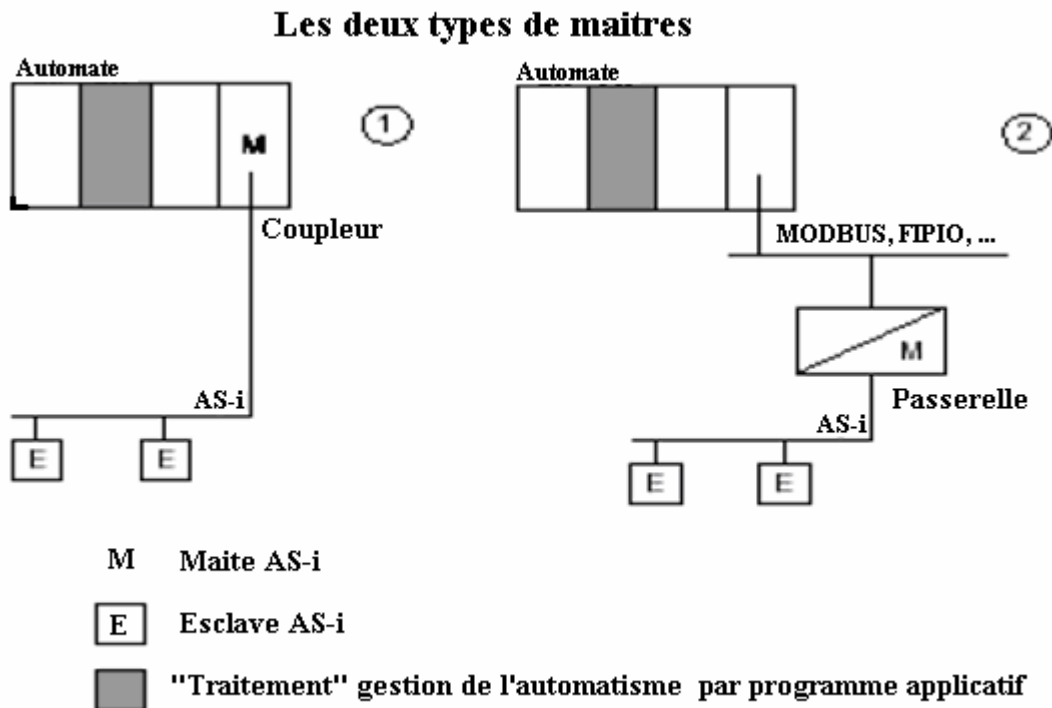 Les deux types de maitres
Automate
M
1
Coupleur
AS-i
E
E
Automate
2
MODBUS, FIPIO, ...
M
Passerelle
AS-i
E
E
M Maite AS-i
E Esclave AS-i
"Traitement" gestion de l'automatisme par programme applicatif